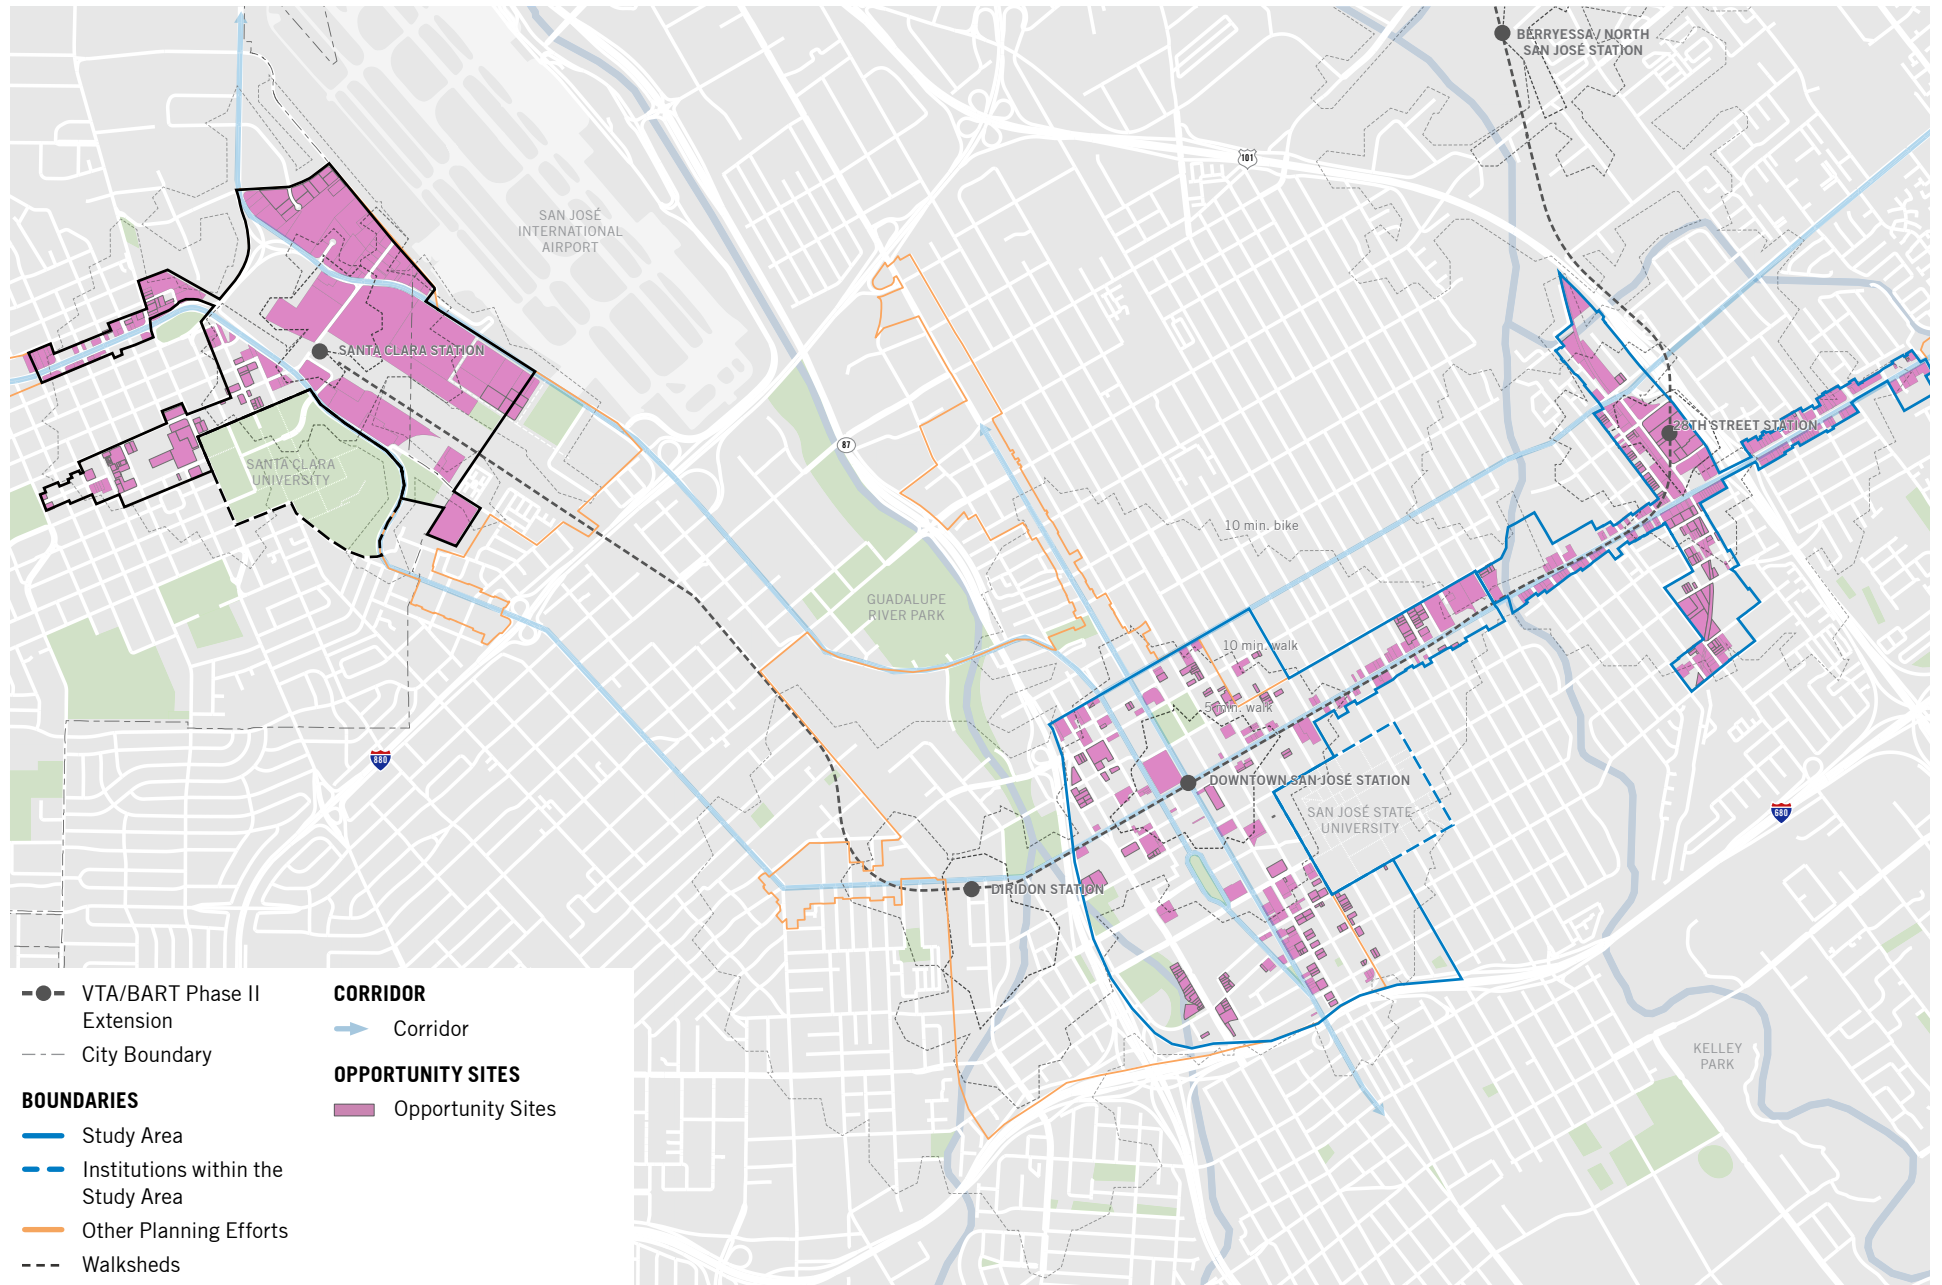 BERRYESSA / NORTH
SAN JOSÉ STATION
101
SAN JOSÉ
INTERNATIONAL
AIRPORT
SANTA CLARA STATION
28TH STREET STATION
87
SANTA CLARA
UNIVERSITY
10 min. bike
GUADALUPE
RIVER PARK
10 min. walk
5 min. walk
880
DOWNTOWN SAN JOSÉ STATION
SAN JOSÉ STATE
UNIVERSITY
680
DIRIDON STATION
KELLEY
PARK
VTA/BART Phase II
Extension
City Boundary
BOUNDARIES
Study Area
Institutions within the
Study Area
Other Planning Efforts
Walksheds
CORRIDOR
Corridor
OPPORTUNITY SITES
Opportunity Sites